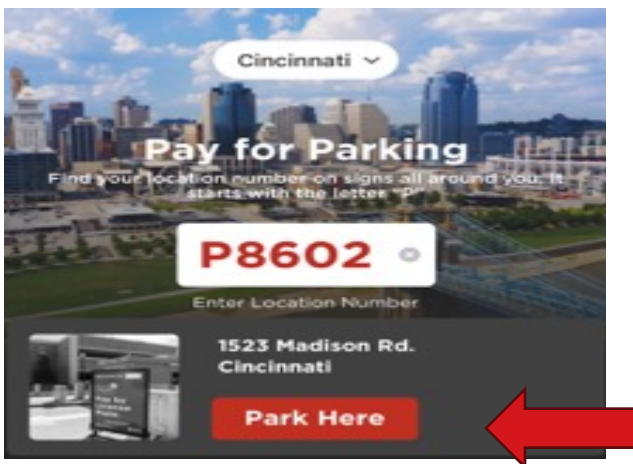 Cincinnati
Pay for Parking
Find your location number on signs all around you. It
starts with the letter "P"
P8602
Enter Location Number
1523 Madison Rd.
Cincinnati
Park Here